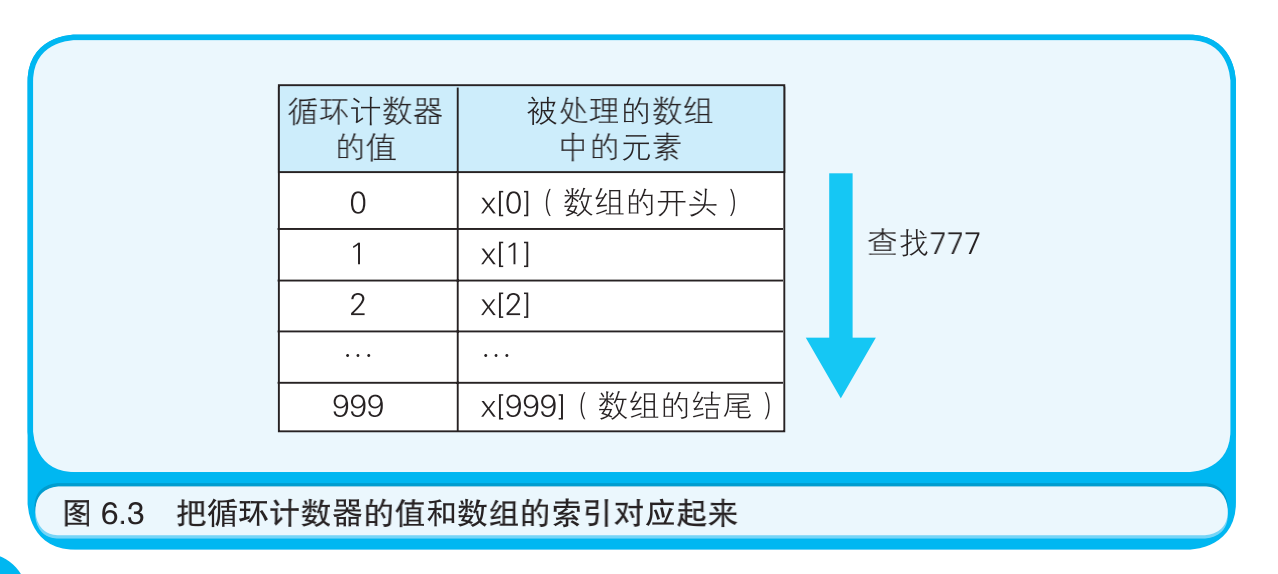 循环计数器
的值
被处理的数组
中的元素
0
x[0]（数组的开头）
1
x[1]
2
x[2]
…
…
999
x[999]（数组的结尾）
查找777
图 6.3 把循环计数器的值和数组的索引对应起来